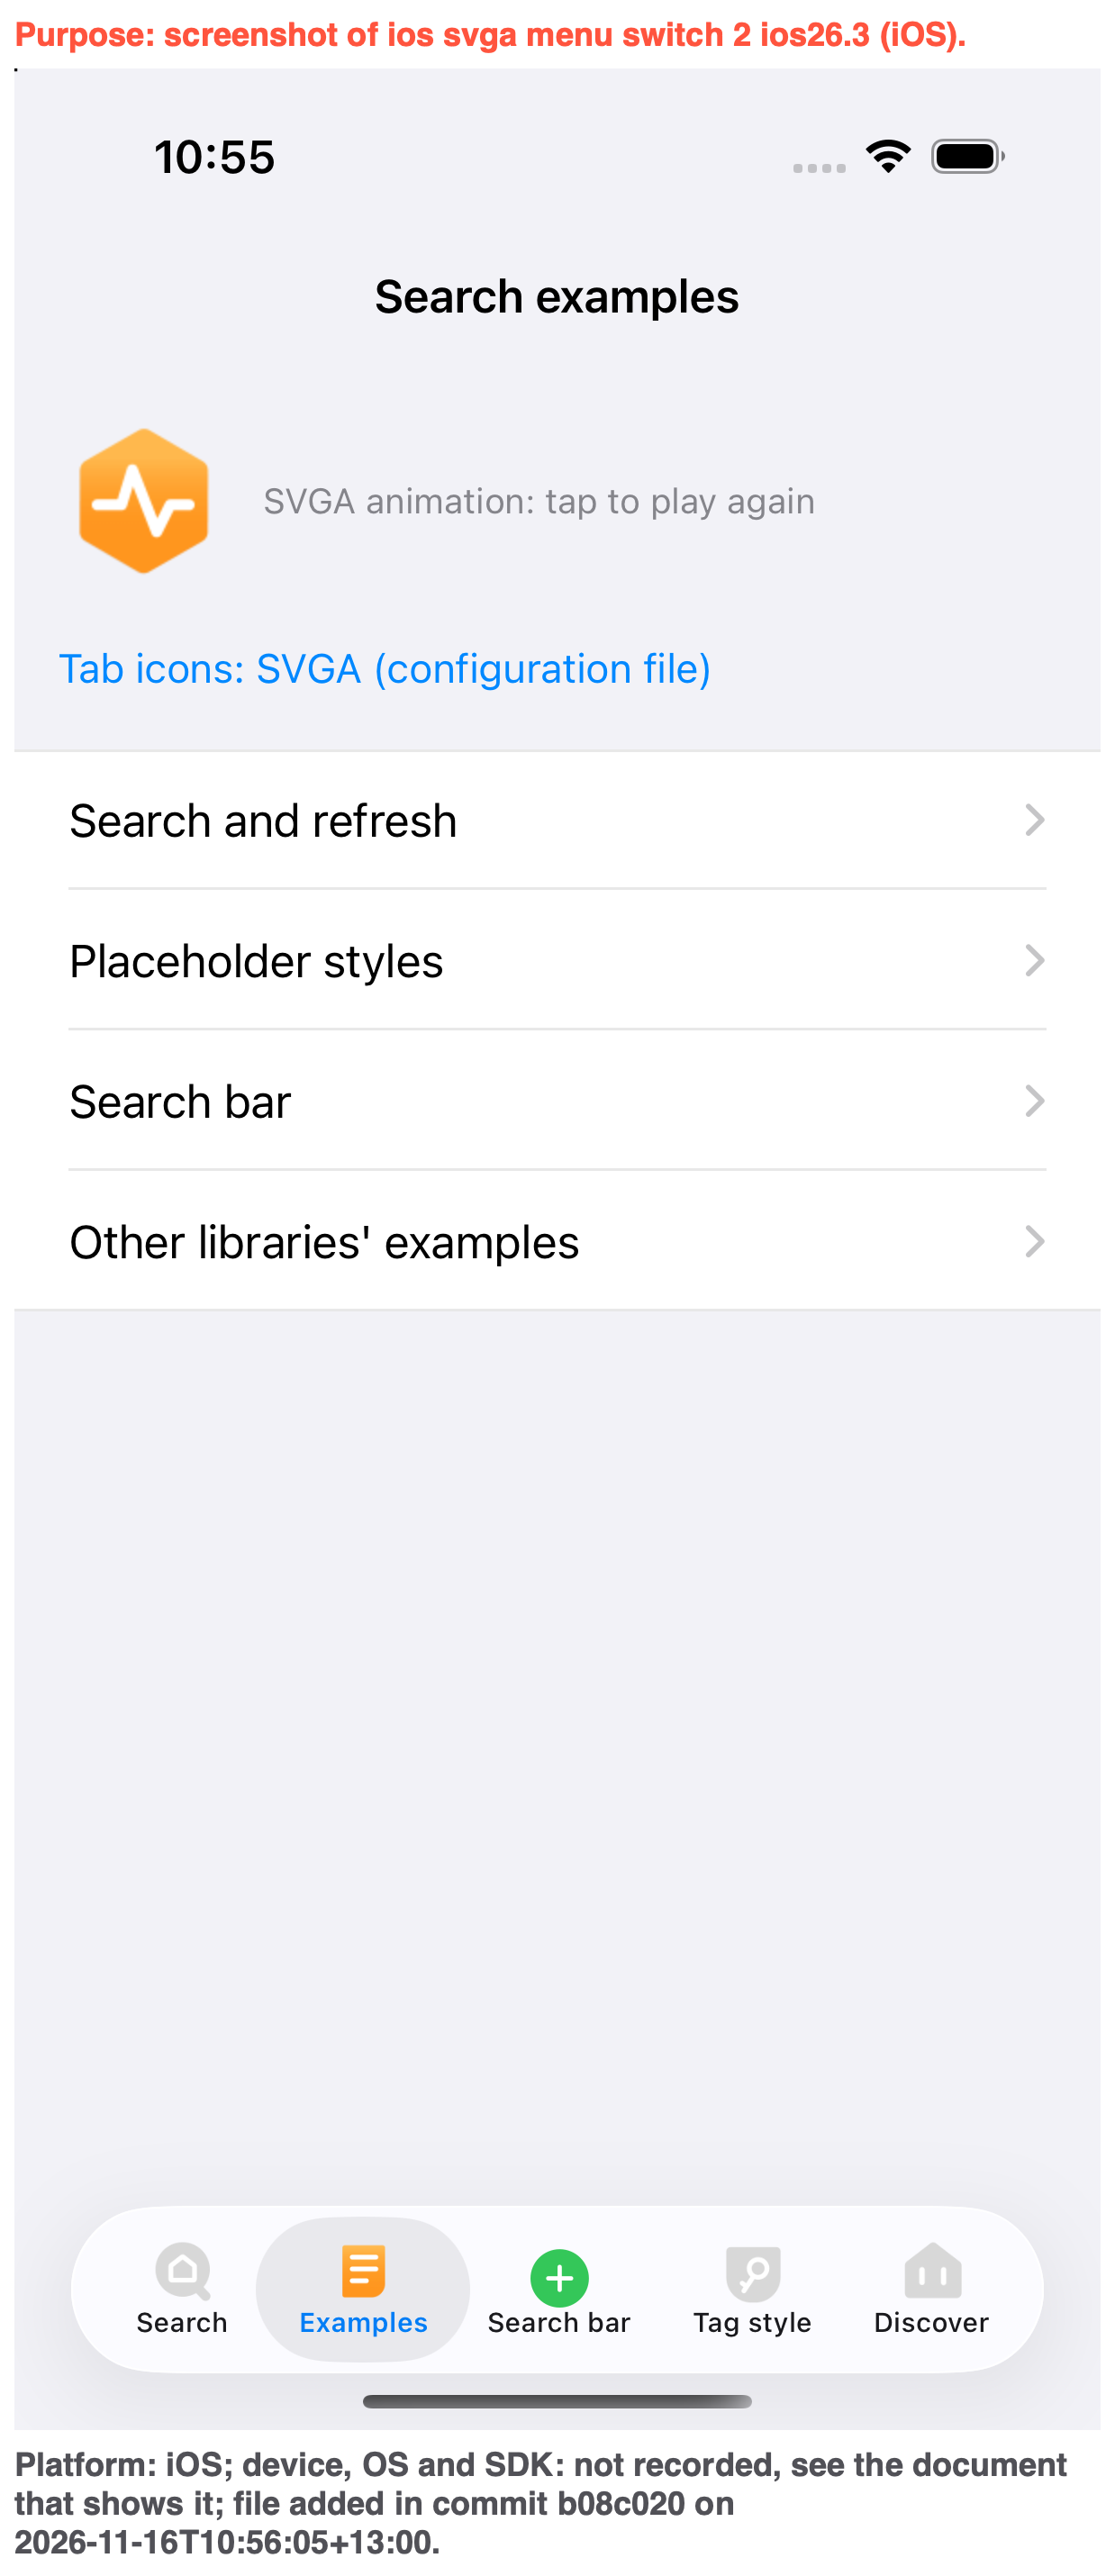 Purpose: screenshot of ios svga menu switch 2 ios26.3 (iOS).
10:55
Search examples
SVGA animation: tap to play again
Tab icons: SVGA (configuration file)
Search and refresh
Placeholder styles
Search bar
Other libraries' examples
Search
Examples
Search bar
Tag style
Discover
Platform: iOS; device, OS and SDK: not recorded, see the document
that shows it; file added in commit b08c020 on
2026-11-16T10:56:05+13:00.